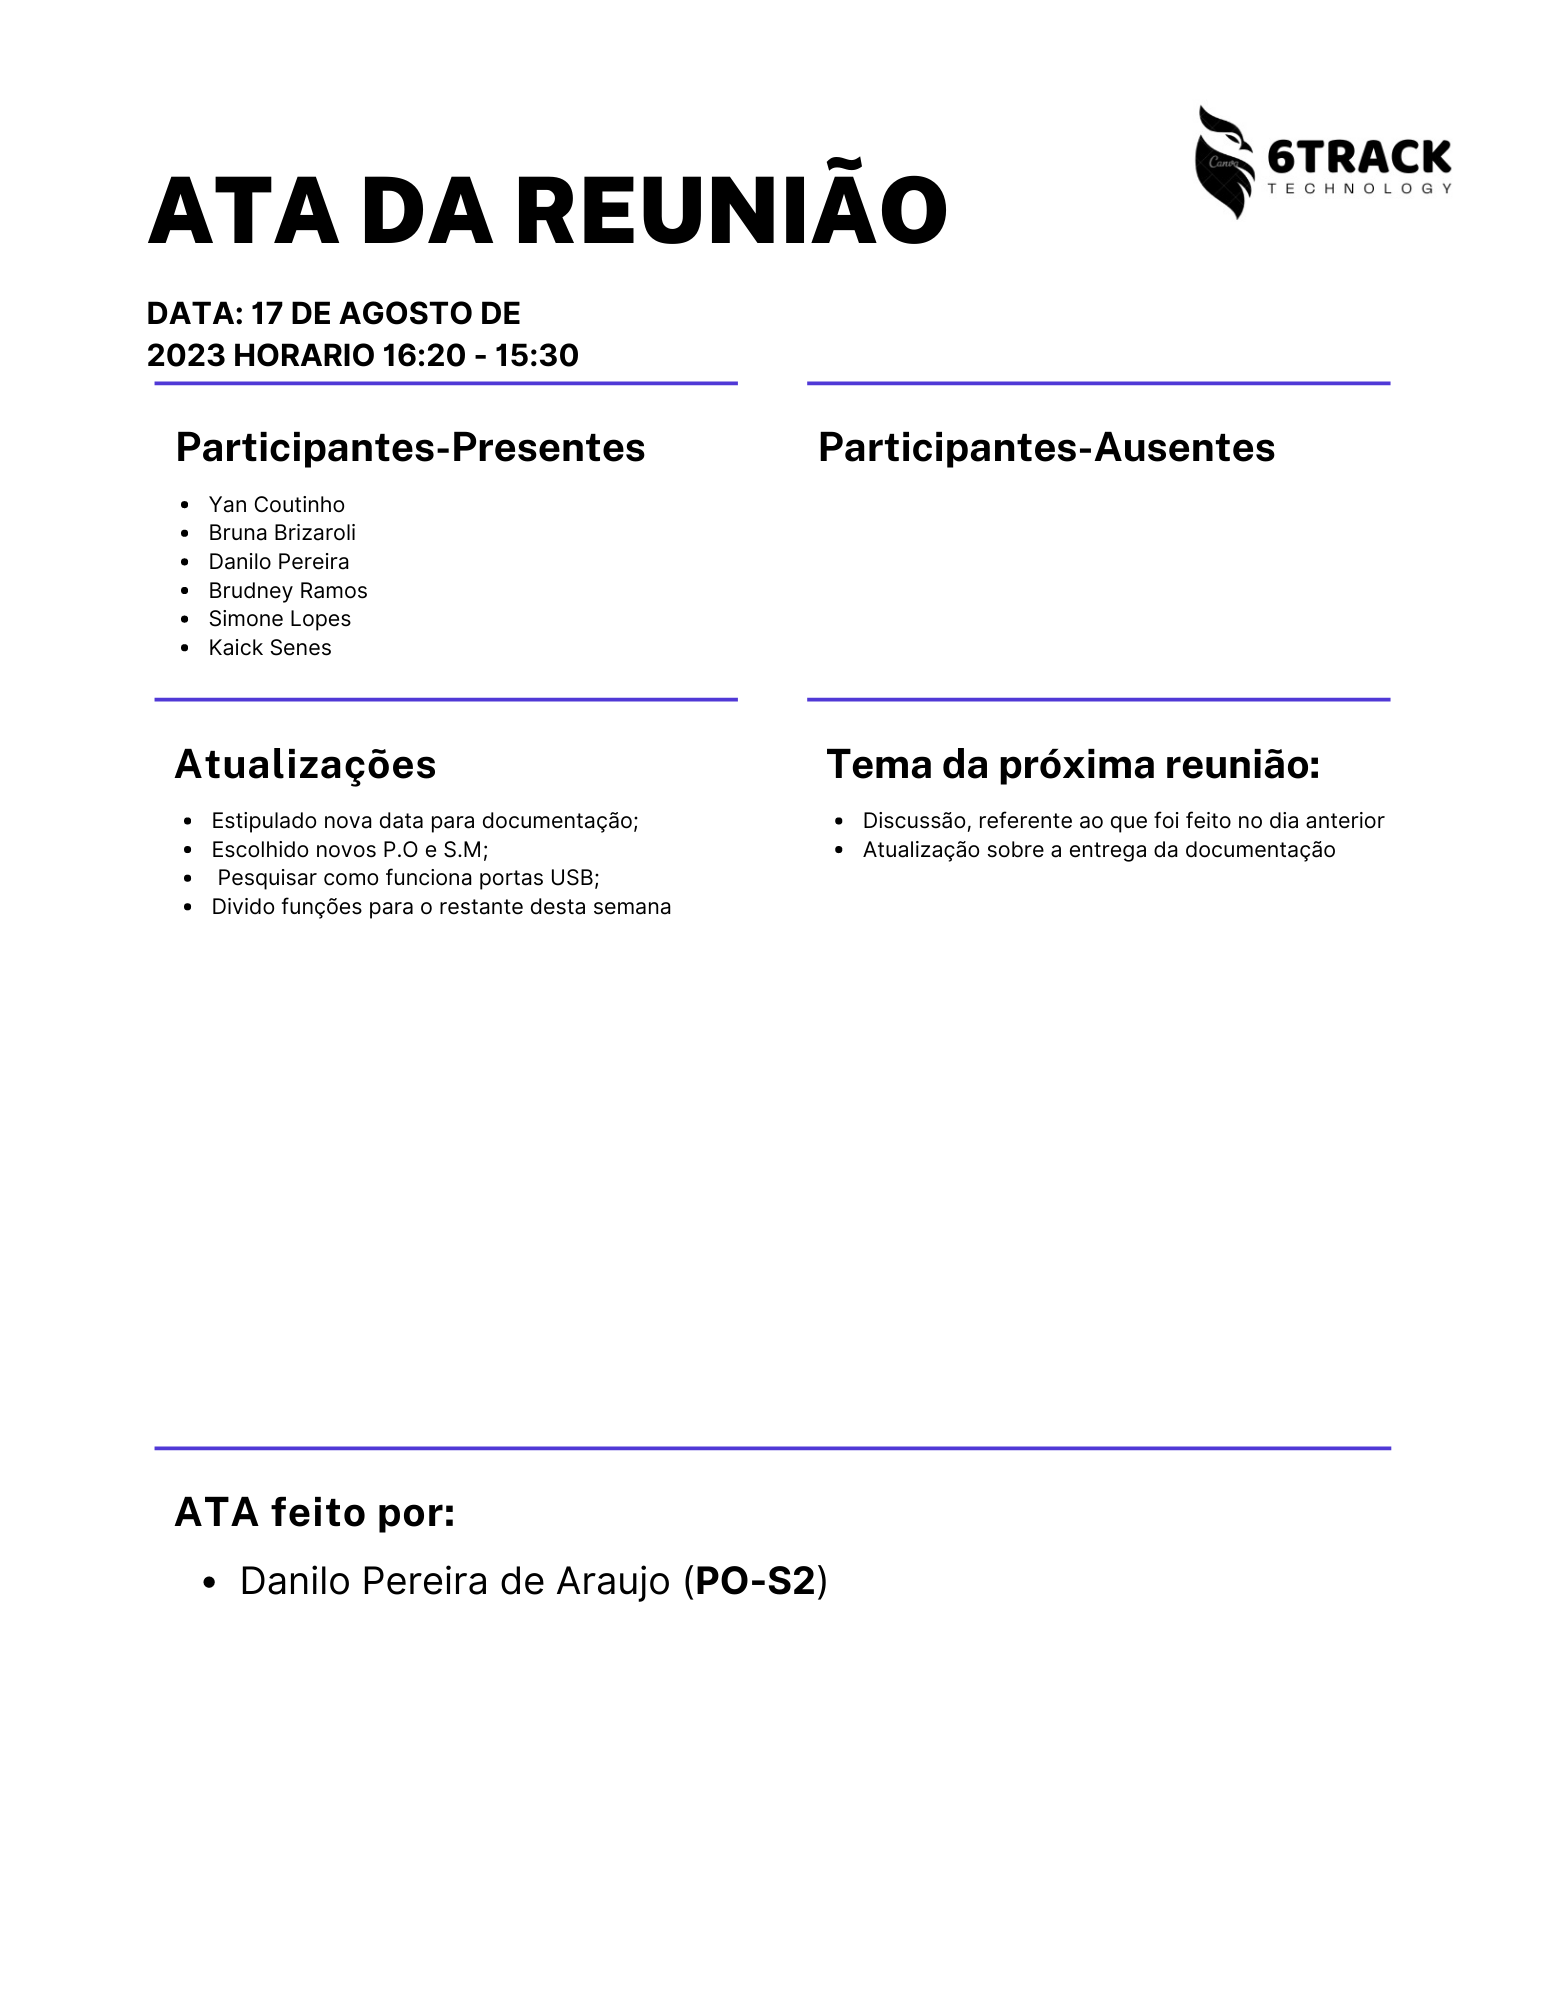 6TRACK
TECHNOLOGY
Canva
ATA DA REUNIÃO
DATA: 17 DE AGOSTO DE
2023 HORARIO 16:20 - 15:30
Participantes-Presentes
• Yan Coutinho
• Bruna Brizaroli
• Danilo Pereira
• Brudney Ramos
• Simone Lopes
• Kaick Senes
Participantes-Ausentes
Atualizações
• Estipulado nova data para documentação;
• Escolhido novos P.O e S.M;
• Pesquisar como funciona portas USB;
• Divido funções para o restante desta semana
Tema da próxima reunião:
• Discussão, referente ao que foi feito no dia anterior
• Atualização sobre a entrega da documentação
ATA feito por:
• Danilo Pereira de Araujo (PO-S2)